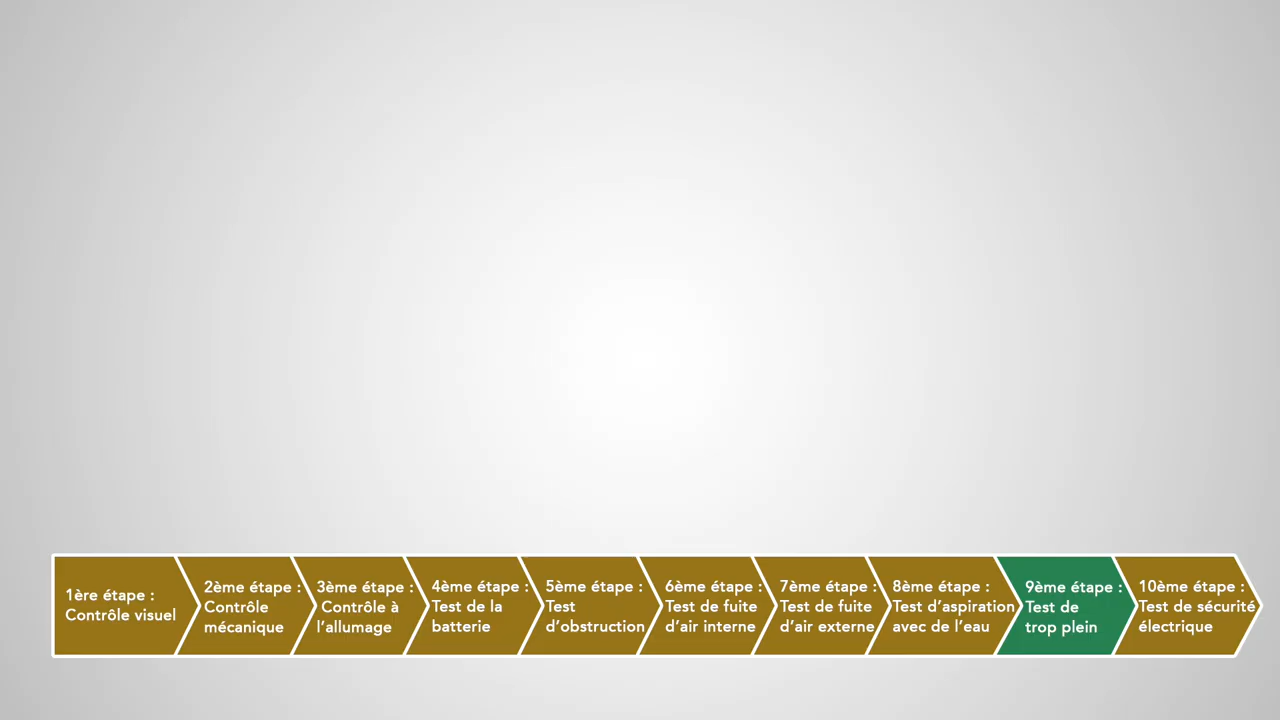 1ère étape :
Contrôle visuel
2ème étape :
Contrôle
mécanique
3ème étape :
Contrôle à
l’allumage
4ème étape :
Test de la
batterie
5ème étape :
Test
d’obstruction
6ème étape :
Test de fuite
d’air interne
7ème étape :
Test de fuite
d’air externe
8ème étape :
Test d’aspiration
avec de l’eau
9ème étape :
Test de
trop plein
10ème étape :
Test de sécurité
électrique